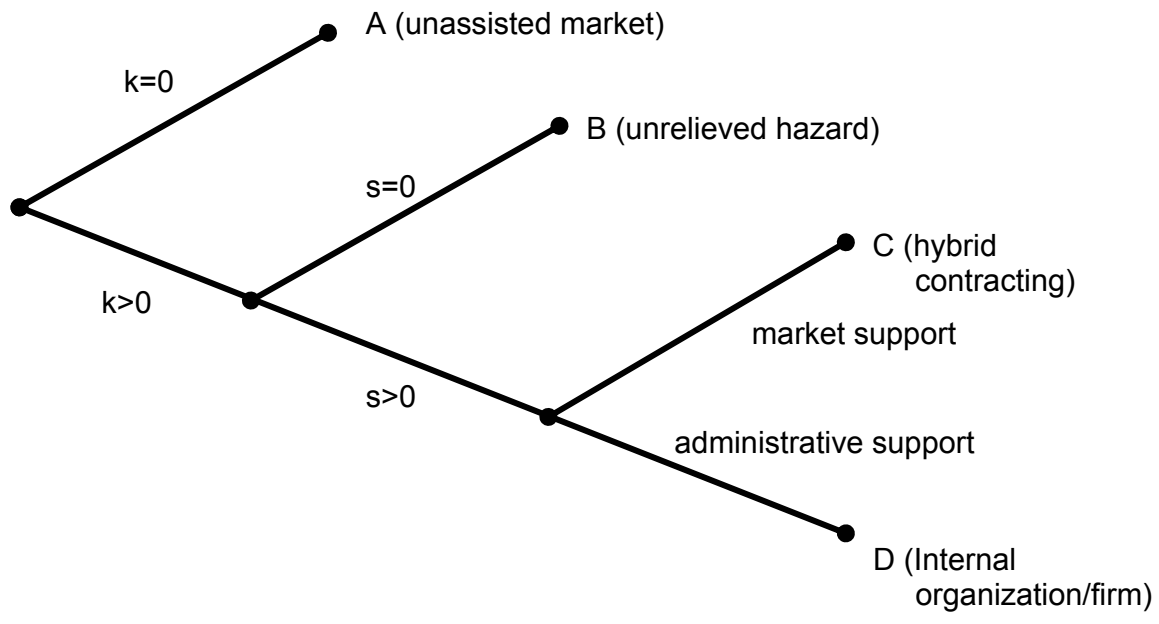 A (unassisted market)
k=0
B (unrelieved hazard)
s=0
C (hybrid
contracting)
k>0
market support
s>0
administrative support
D (Internal
organization/firm)